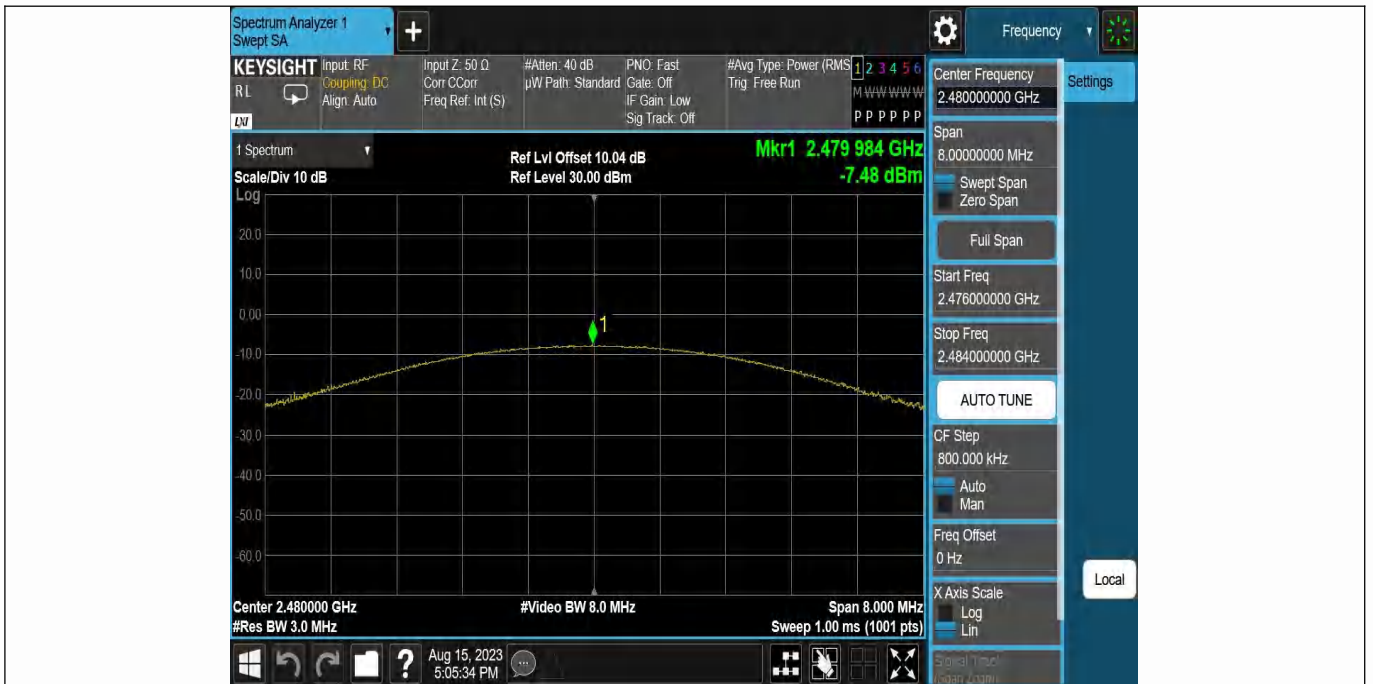 Spectrum Analyzer 1
Swept SA
+
Frequency
KEYSIGHT
RL
LXI
Input: RF
Coupling: DC
Align: Auto
Input Z: 50 Ω
Corr CCorr
Freq Ref: Int (S)
#Atten: 40 dB
µW Path: Standard
PNO: Fast
Gate: Off
IF Gain: Low
Sig Track: Off
#Avg Type: Power (RMS
Trig: Free Run
1 2 3 4 5 6
M W W W W W
P P P P P P
1 Spectrum
Scale/Div 10 dB
Log
Ref Lvl Offset 10.04 dB
Ref Level 30.00 dBm
Mkr1 2.479 984 GHz
-7.48 dBm
20.0
10.0
0.00
-10.0
-20.0
-30.0
-40.0
-50.0
-60.0
1
Center 2.480000 GHz
#Res BW 3.0 MHz
#Video BW 8.0 MHz
Span 8.000 MHz
Sweep 1.00 ms (1001 pts)
Center Frequency
2.480000000 GHz
Settings
Span
8.00000000 MHz
Swept Span
Zero Span
Full Span
Start Freq
2.476000000 GHz
Stop Freq
2.484000000 GHz
AUTO TUNE
CF Step
800.000 kHz
Auto
Man
Freq Offset
0 Hz
X Axis Scale
Log
Lin
Signal Track
(Span Zoom)
Local
?
Aug 15, 2023
5:05:34 PM